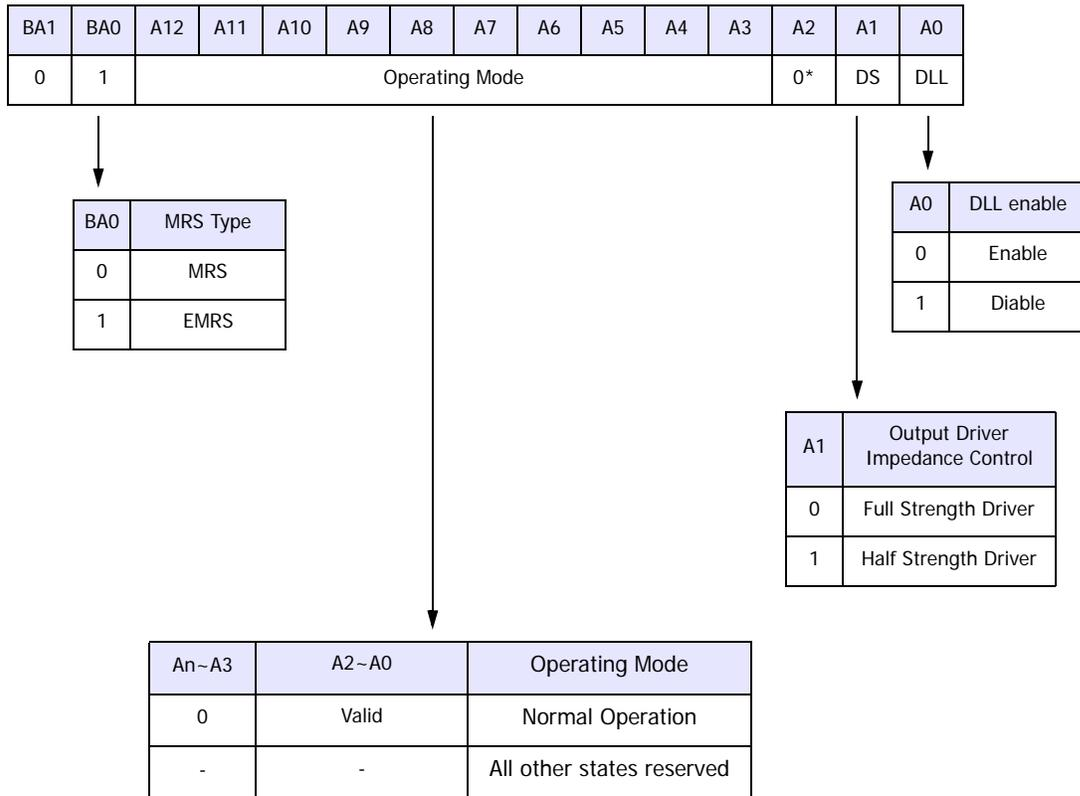 BA1 BA0 A12 A11 A10 A9 A8 A7 A6 A5 A4 A3 A2 A1 A0
0 1 Operating Mode 0* DS DLL
BA0 MRS Type
0 MRS
1 EMRS
A0 DLL enable
0 Enable
1 Diable
A1 Output Driver
Impedance Control
0 Full Strength Driver
1 Half Strength Driver
An~A3 A2~A0 Operating Mode
0 Valid Normal Operation
- - All other states reserved